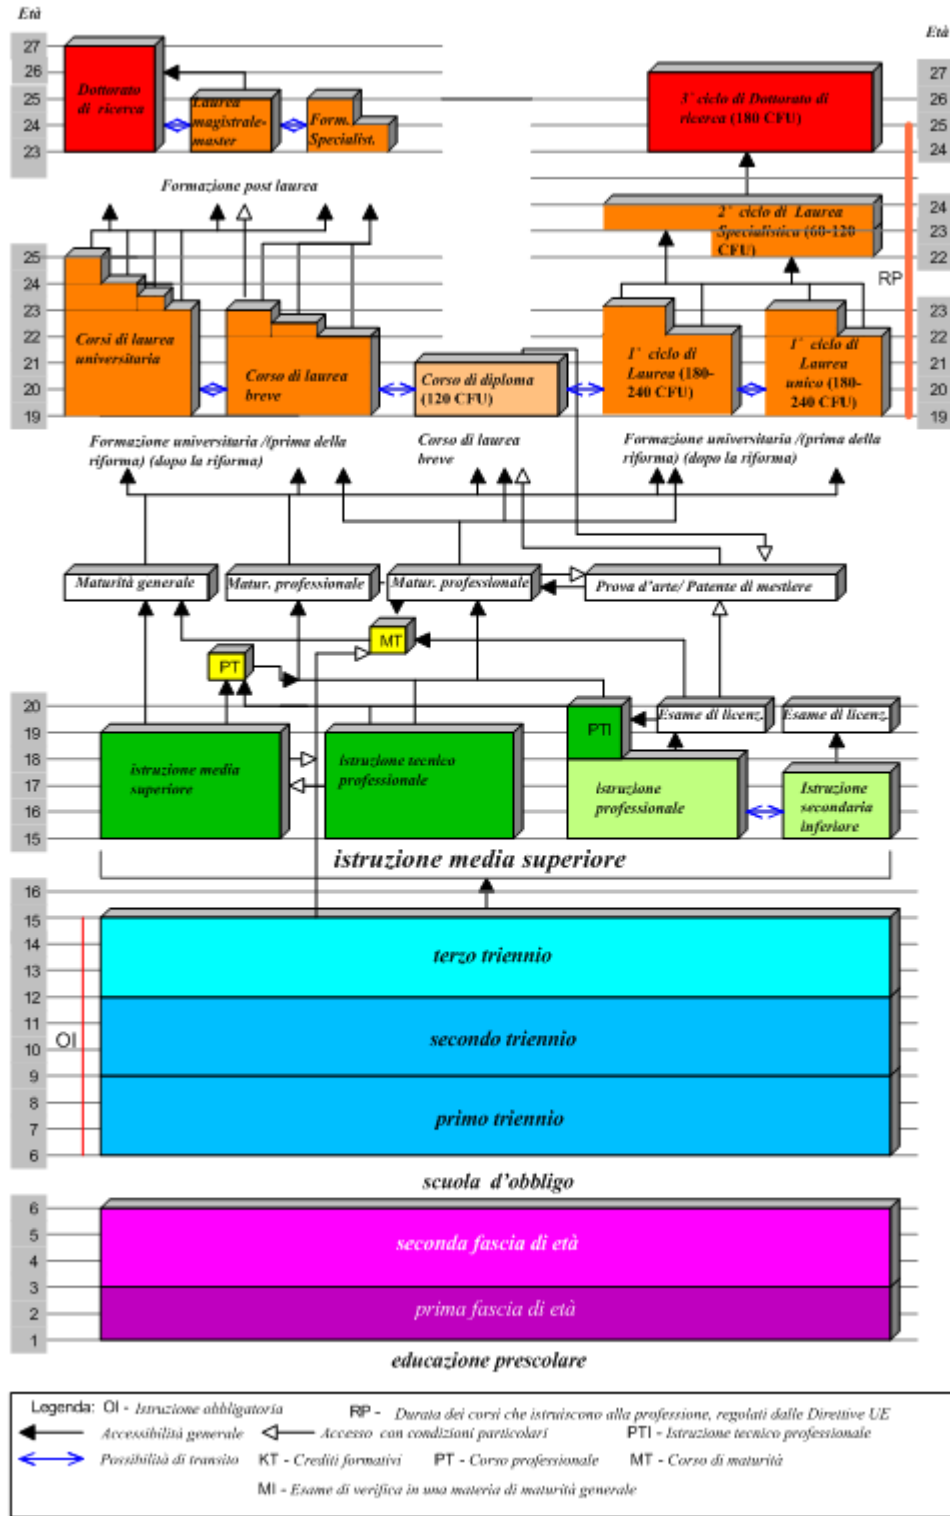 Età
Età
27
26
25
24
23
Dottorato
di ricerca
Laurea
magistrale-
master
Form.
Specialist.
3° ciclo di Dottorato di
ricerca (180 CFU)
27
26
25
24
Formazione post laurea
2° ciclo di Laurea
Specialistica (60-120
CFU)
24
23
22
RP
25
24
23
22
21
20
19
Corsi di laurea
universitaria
Corso di laurea
breve
Corso di diploma
(120 CFU)
1° ciclo di
Laurea (180-
240 CFU)
1° ciclo di
Laurea
unico (180-
240 CFU)
23
22
21
20
19
Formazione universitaria /(prima della
riforma) (dopo la riforma)
Corso di laurea
breve
Formazione universitaria /(prima della
riforma) (dopo la riforma)
Maturità generale
Matur. professionale
Matur. professionale
Prova d'arte/ Patente di mestiere
MT
PT
20
19
18
17
16
15
istruzione media
superiore
istruzione tecnico
professionale
PTI
Esame di licenz.
Esame di licenz.
istruzione
professionale
Istruzione
secondaria
inferiore
istruzione media superiore
16
15
14
13
12
11
10
9
8
7
6
OI
terzo triennio
secondo triennio
primo triennio
scuola d'obbligo
6
5
4
3
2
1
seconda fascia di età
prima fascia di età
educazione prescolare
Legenda: OI - Istruzione obbligatoria
RP - Durata dei corsi che istruiscono alla professione, regolati dalle Direttive UE
Accessibilità generale
Accesso con condizioni particolari
PTI - Istruzione tecnico professionale
Possibilità di transito
KT - Crediti formativi
PT - Corso professionale
MT - Corso di maturità
MI - Esame di verifica in una materia di maturità generale